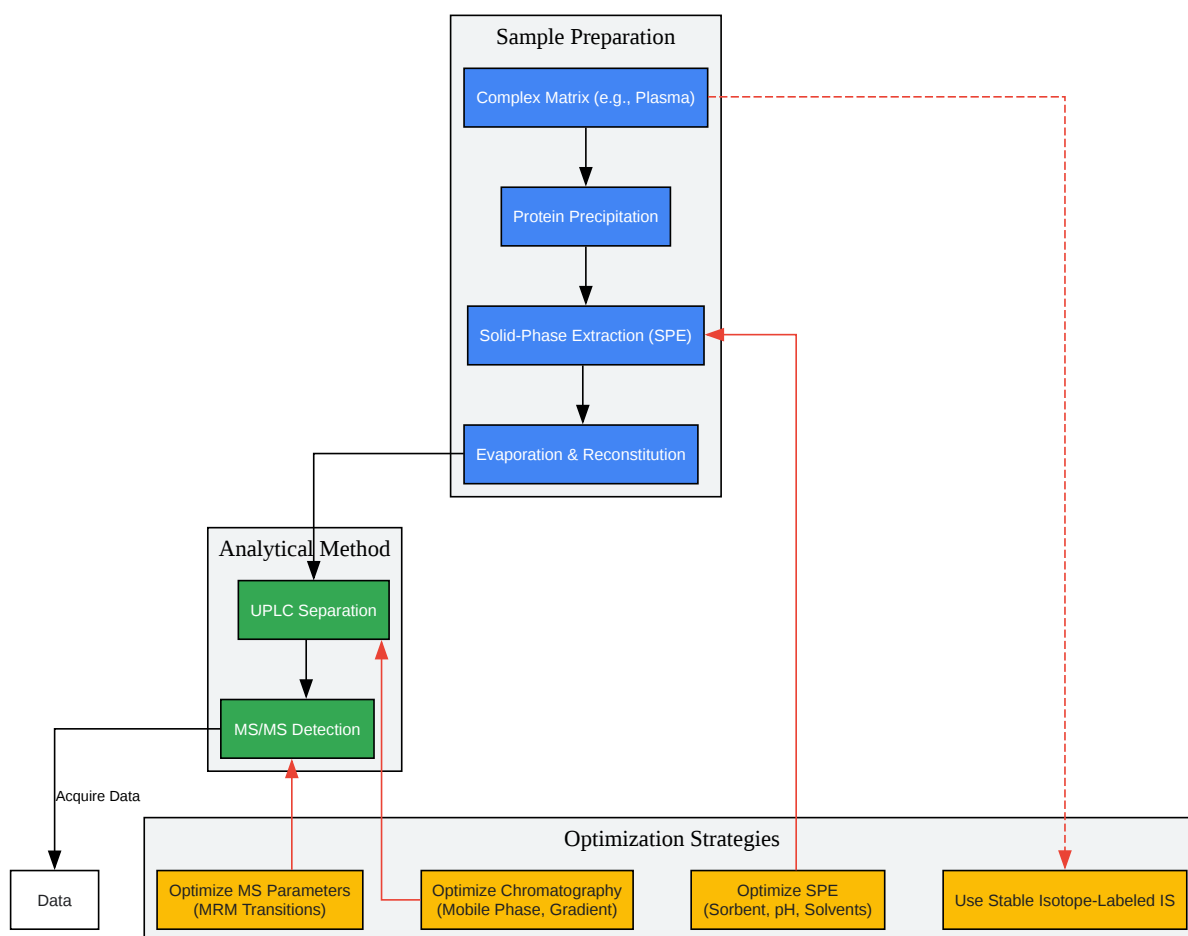 Sample Preparation
Complex Matrix (e.g., Plasma)
Protein Precipitation
Solid-Phase Extraction (SPE)
Evaporation & Reconstitution
Analytical Method
UPLC Separation
MS/MS Detection
Acquire Data
Optimization Strategies
Data
Optimize MS Parameters
(MRM Transitions)
Optimize Chromatography
(Mobile Phase, Gradient)
Optimize SPE
(Sorbent, pH, Solvents)
Use Stable Isotope-Labeled IS